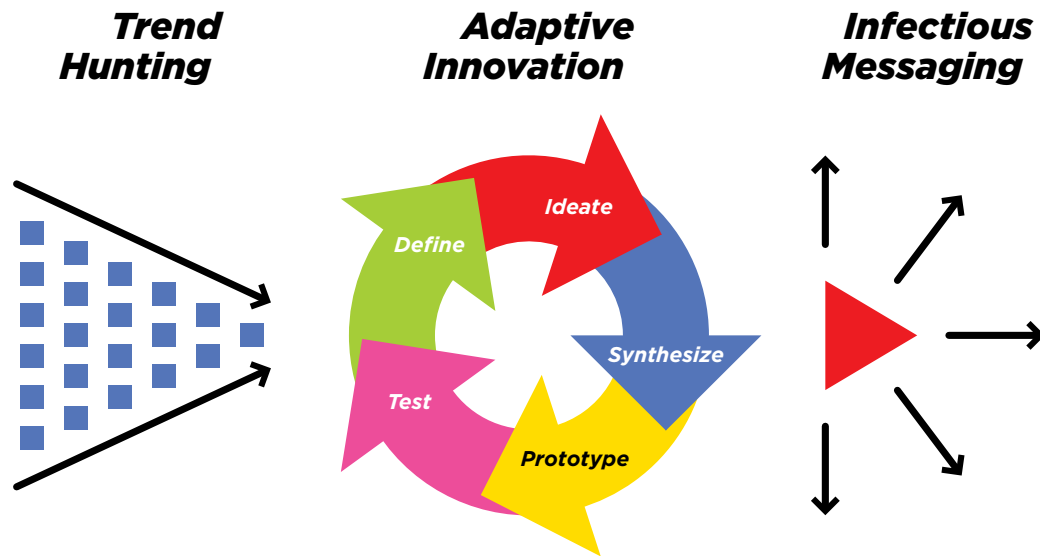 Trend
Hunting
Adaptive
Innovation
Infectious
Messaging
Ideate
Define
Synthesize
Test
Prototype